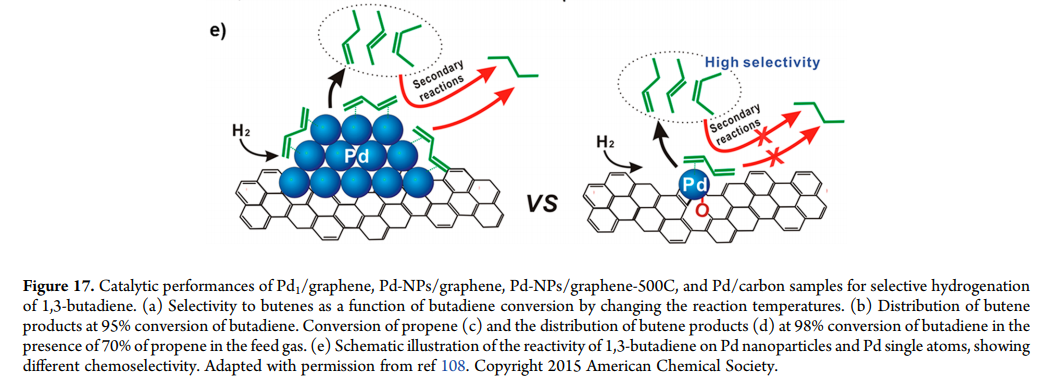 e)
High selectivity
Secondary
reactions
Secondary
reactions
H2
H2
Pd
Pd
O
VS
Figure 17. Catalytic performances of Pd1/graphene, Pd-NPs/graphene, Pd-NPs/graphene-500C, and Pd/carbon samples for selective hydrogenation
of 1,3-butadiene. (a) Selectivity to butenes as a function of butadiene conversion by changing the reaction temperatures. (b) Distribution of butene
products at 95% conversion of butadiene. Conversion of propene (c) and the distribution of butene products (d) at 98% conversion of butadiene in the
presence of 70% of propene in the feed gas. (e) Schematic illustration of the reactivity of 1,3-butadiene on Pd nanoparticles and Pd single atoms, showing
different chemoselectivity. Adapted with permission from ref 108. Copyright 2015 American Chemical Society.